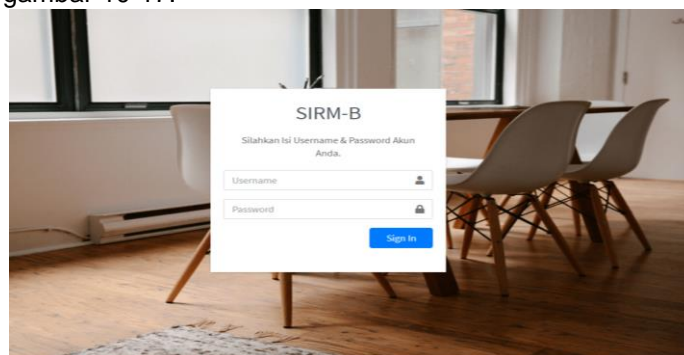 gambar 10-17.
SIRM-B
Silahkan Isi Username & Password Akun
Anda.
Username
Password
Sign In